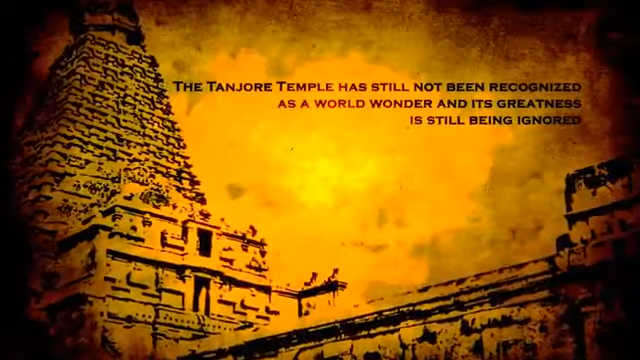 The Tanjore Temple has still not been recognized
as a world wonder and its greatness
is still being ignored